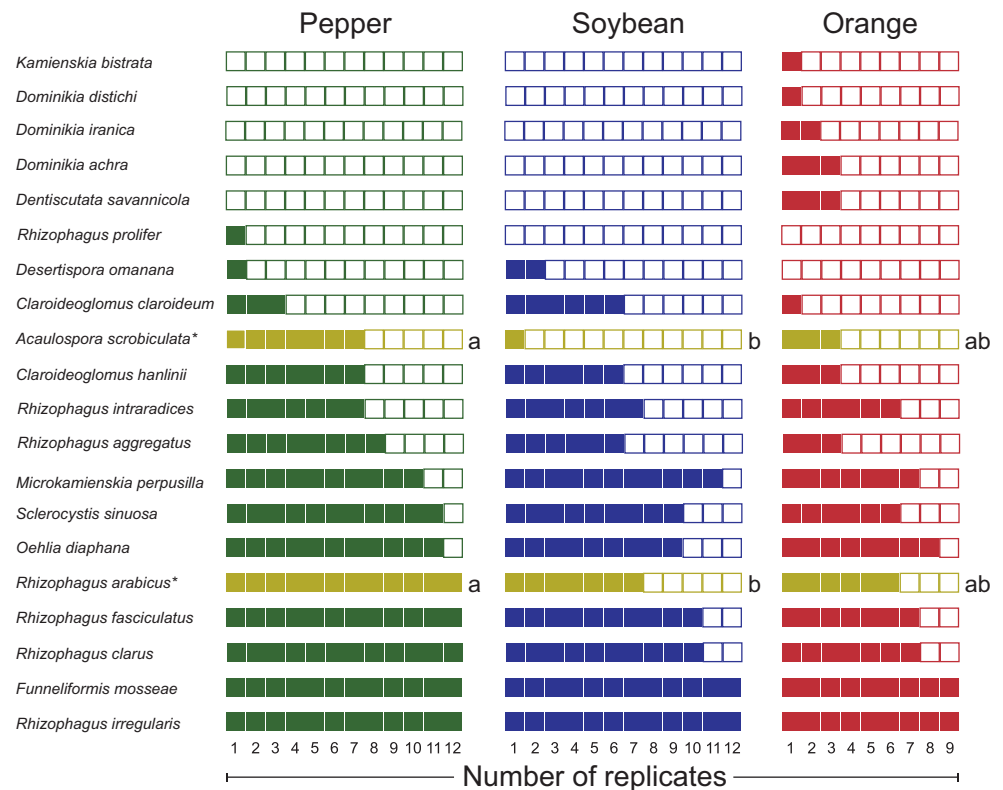 Pepper Soybean Orange
Kamienskia bistrata
Dominikia distichi
Dominikia iranica
Dominikia achra
Dentiscutata savannicola
Rhizophagus prolifer
Desertispora omanana
Claroideoglomus claroideum
Acaulospora scrobiculata* a b ab
Claroideoglomus hanlinii
Rhizophagus intraradices
Rhizophagus aggregatus
Microkamienskia perpusilla
Sclerocystis sinuosa
Oehlia diaphana
Rhizophagus arabicus* a b ab
Rhizophagus fasciculatus
Rhizophagus clarus
Funneliformis mosseae
Rhizophagus irregularis
1 2 3 4 5 6 7 8 9 10 11 12 1 2 3 4 5 6 7 8 9 10 11 12 1 2 3 4 5 6 7 8 9
Number of replicates